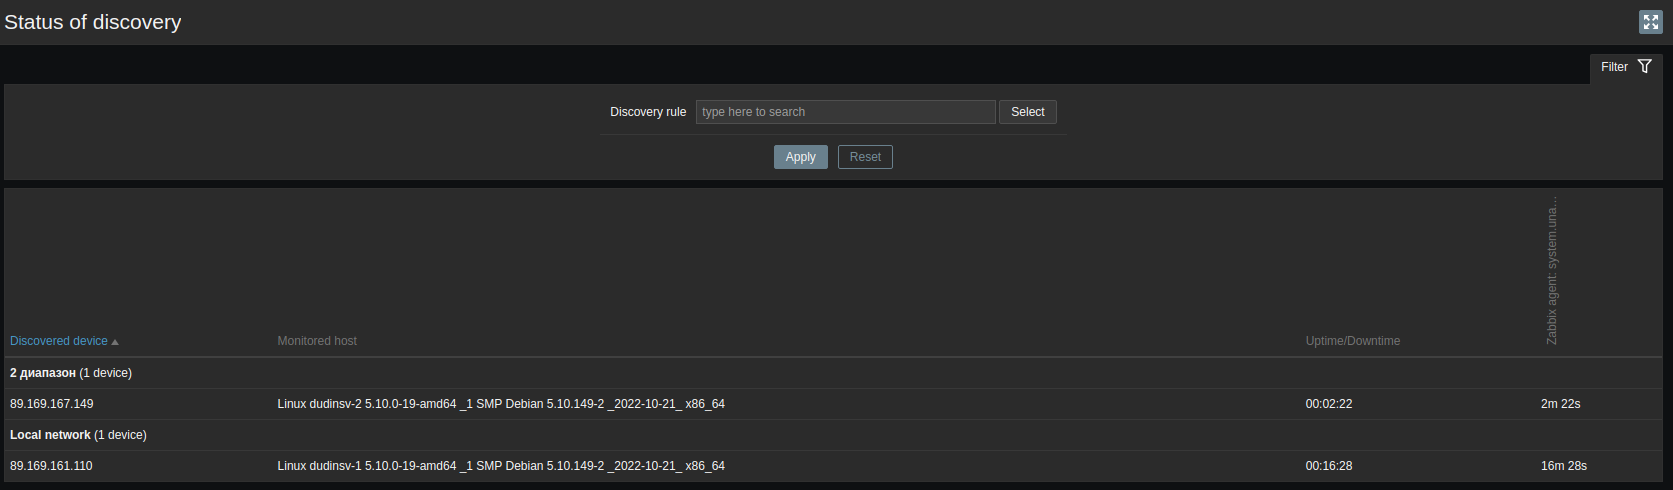 Status of discovery
Filter
Discovery rule type here to search Select
Apply Reset
Discovered device Monitored host Uptime/Downtime Zabbix agent: system.una...
2 диапазон (1 device)
89.169.167.149 Linux dudinsv-2 5.10.0-19-amd64 _1 SMP Debian 5.10.149-2 _2022-10-21_ x86_64 00:02:22 2m 22s
Local network (1 device)
89.169.161.110 Linux dudinsv-1 5.10.0-19-amd64 _1 SMP Debian 5.10.149-2 _2022-10-21_ x86_64 00:16:28 16m 28s